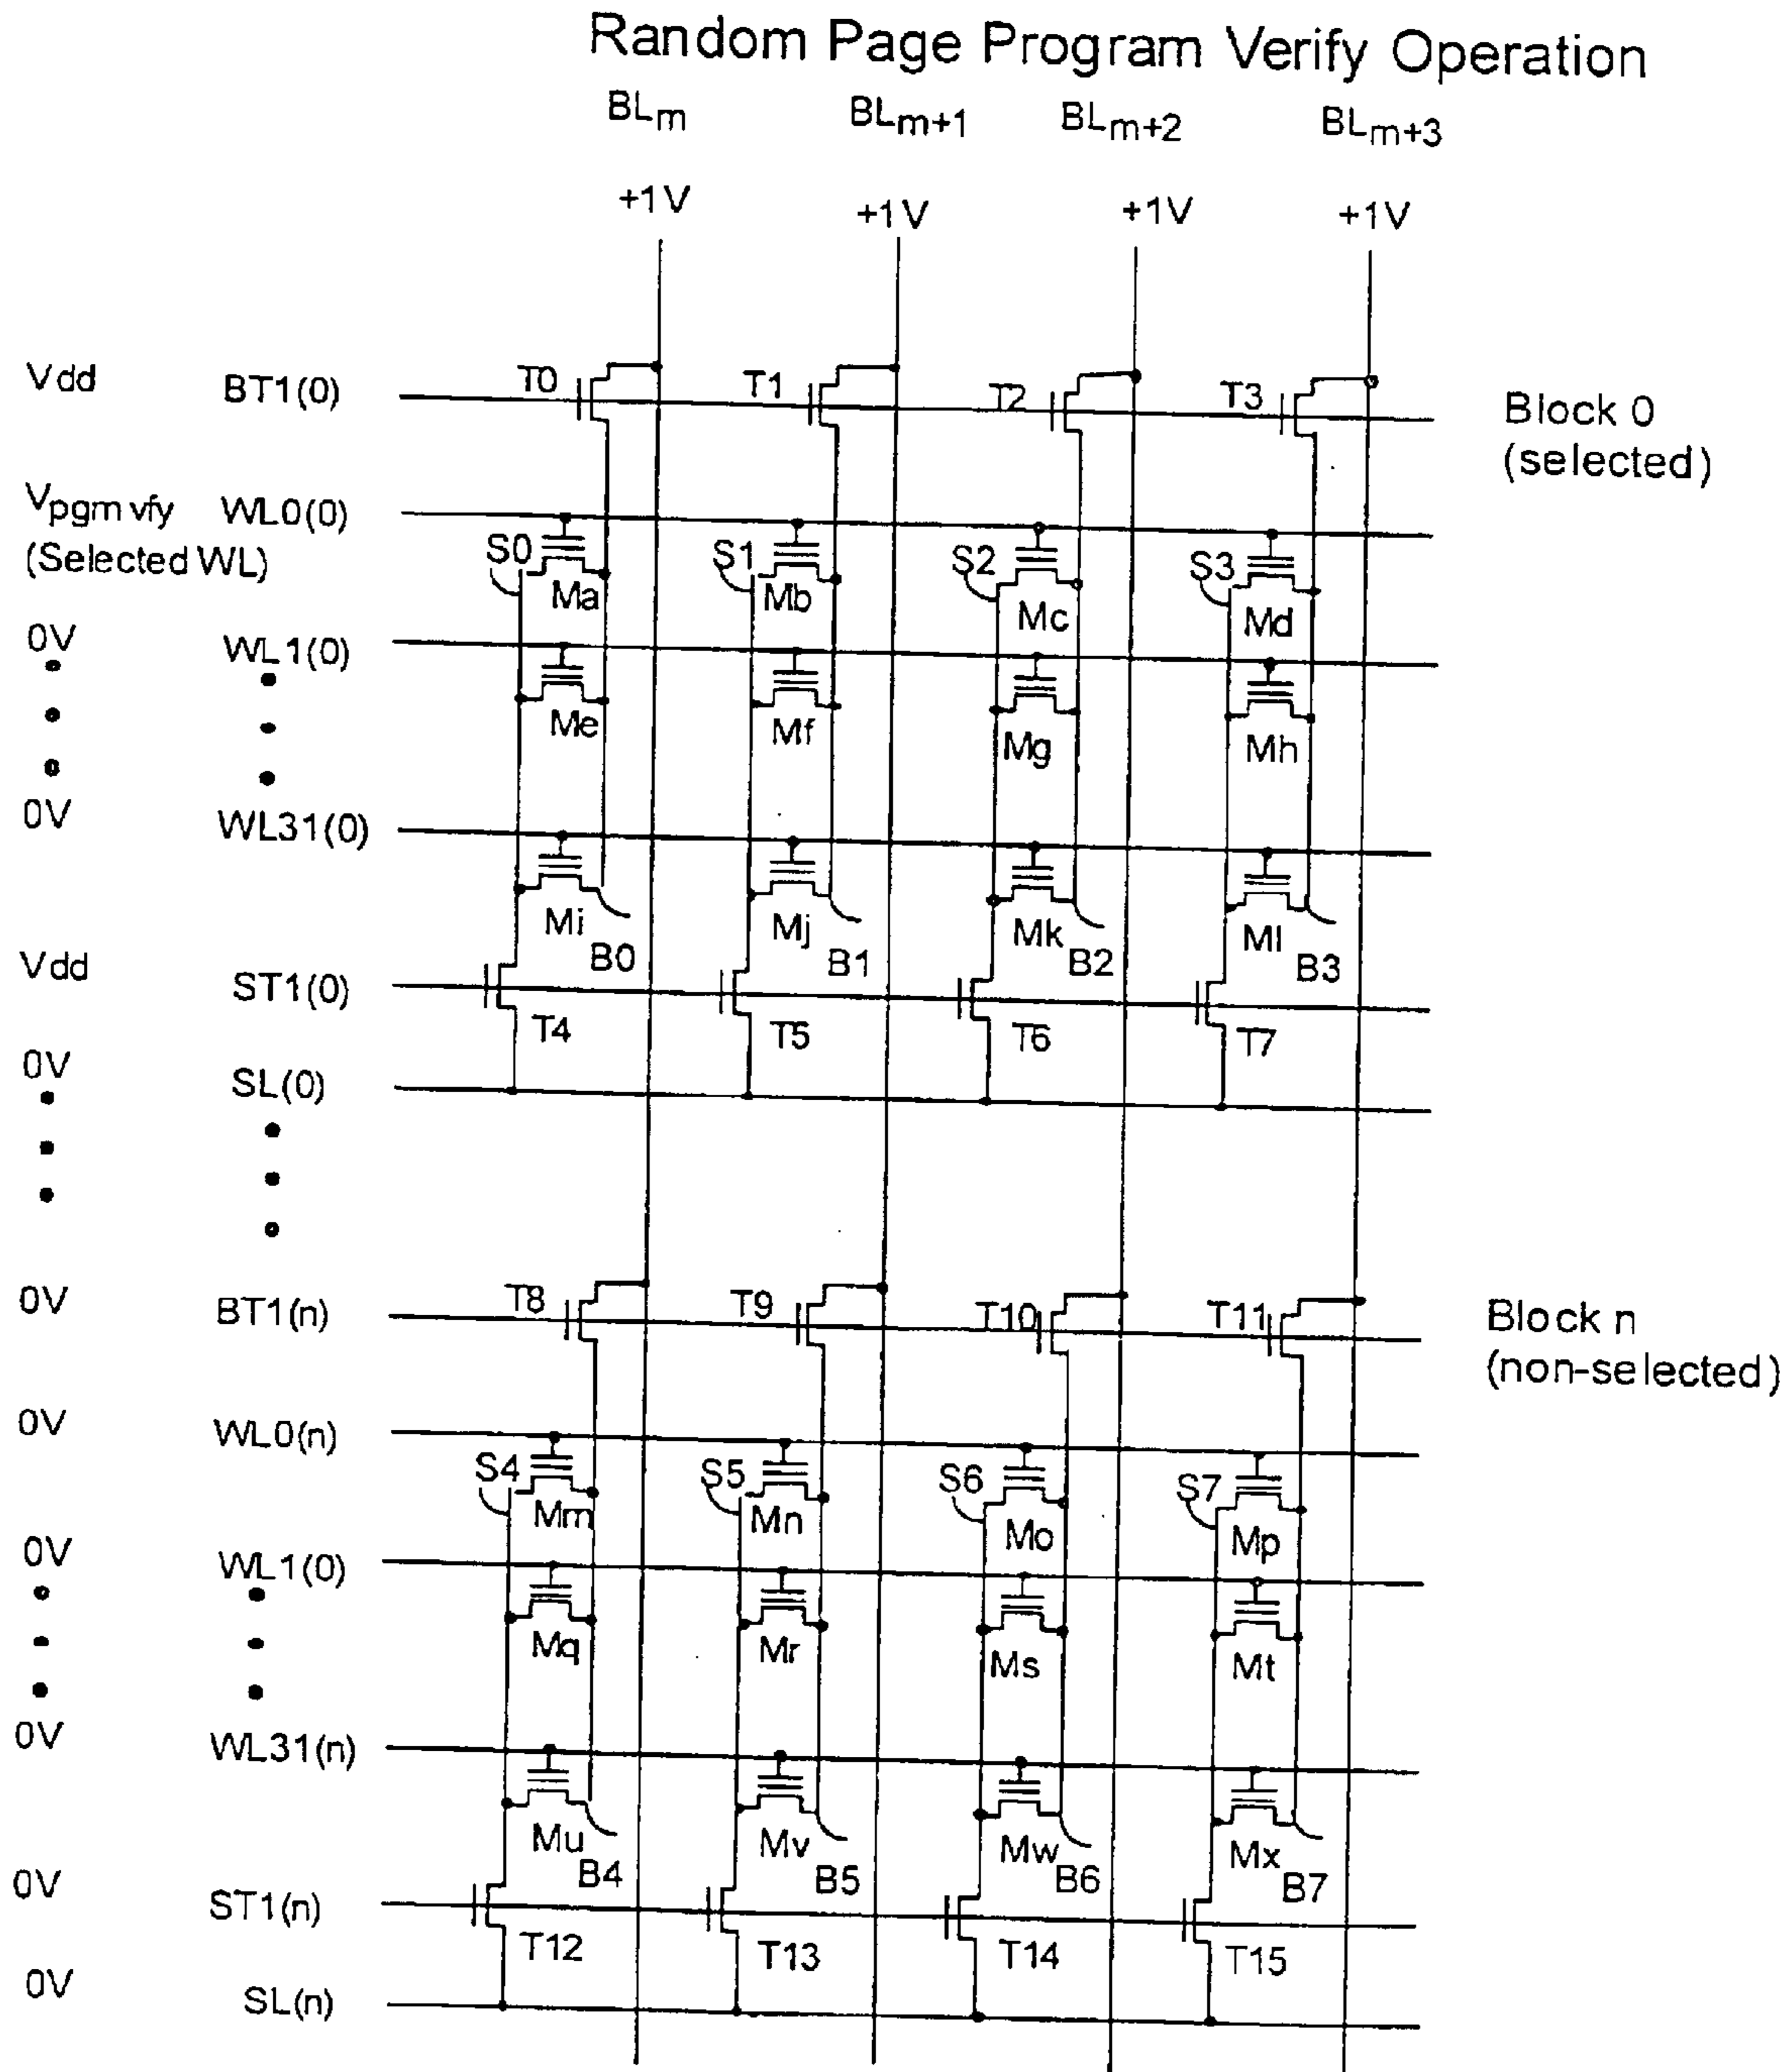 Random Page Program Verify Operation
BLm BLm+1 BLm+2 BLm+3
+1V +1V +1V +1V
Vdd BT1(0) T0 T1 T2 T3 Block 0
(selected)
Vpgm vfy WL0(0)
(Selected WL) S0 S1 S2 S3
Ma Mb Mc Md
0V WL1(0)
Me Mf Mg Mh
0V WL31(0)
Mi Mj Mk Ml
B0 B1 B2 B3
Vdd ST1(0)
T4 T5 T6 T7
0V SL(0)
0V BT1(n) T8 T9 T10 T11 Block n
(non-selected)
0V WL0(n)
S4 S5 S6 S7
Mm Mn Mo Mp
0V WL1(0)
Mq Mr Ms Mt
0V WL31(n)
Mu Mv Mw Mx
B4 B5 B6 B7
0V ST1(n)
T12 T13 T14 T15
0V SL(n)